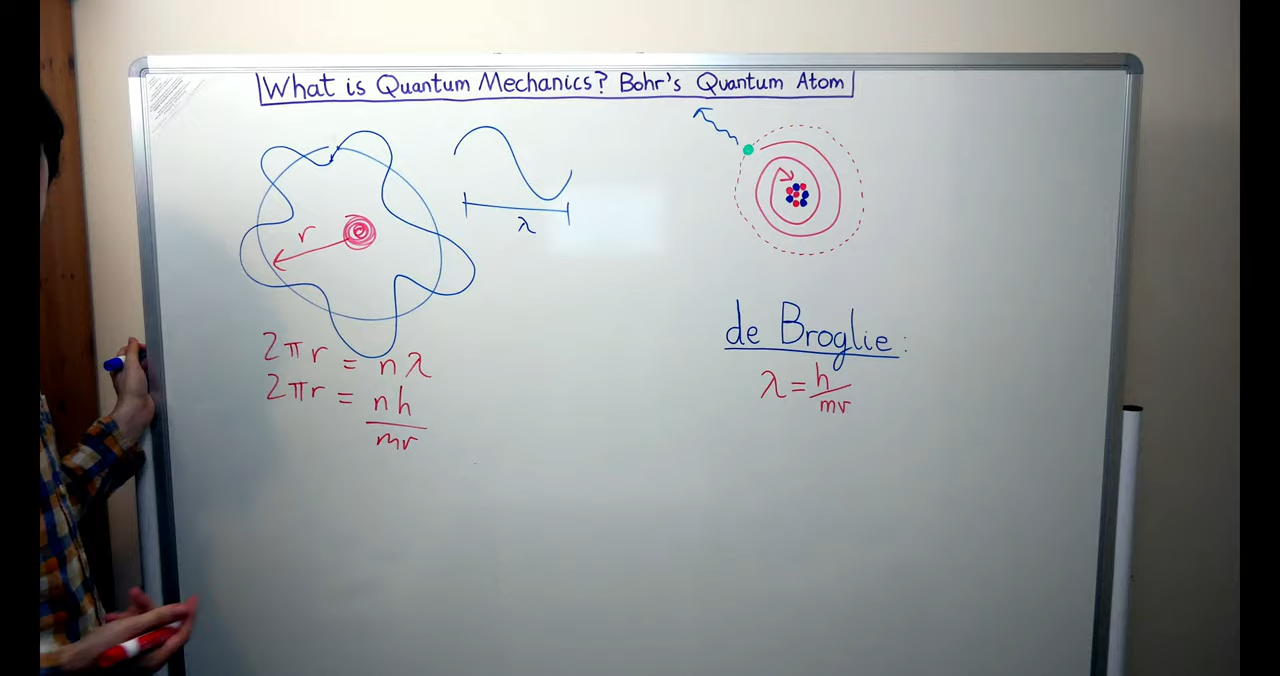 What is Quantum Mechanics? Bohr's Quantum Atom
r
λ
2πr = nλ
2πr = nh/mv
de Broglie:
λ = h/mv